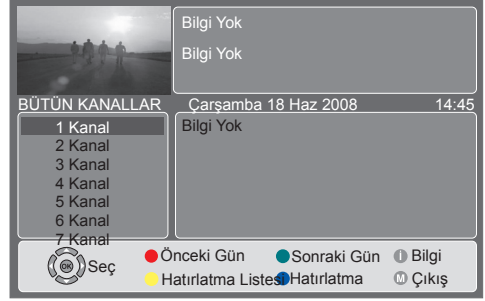 Bilgi Yok
Bilgi Yok
BÜTÜN KANALLAR Çarşamba 18 Haz 2008 14:45
1 Kanal
2 Kanal
3 Kanal
4 Kanal
5 Kanal
6 Kanal
7 Kanal
Bilgi Yok
OK Seç
Önceki Gün Sonraki Gün I Bilgi
Hatırlatma Listesi Hatırlatma M Çıkış